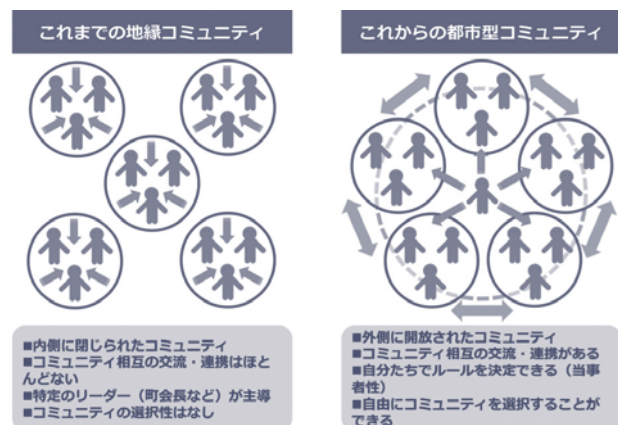 これまでの地縁コミュニティ
■内側に閉じられたコミュニティ
■コミュニティ相互の交流・連携はほと
んどない
■特定のリーダー（町会長など）が主導
■コミュニティの選択性はなし
これからの都市型コミュニティ
■外側に開放されたコミュニティ
■コミュニティ相互の交流・連携がある
■自分たちでルールを決定できる（当事
者性）
■自由にコミュニティを選択することが
できる